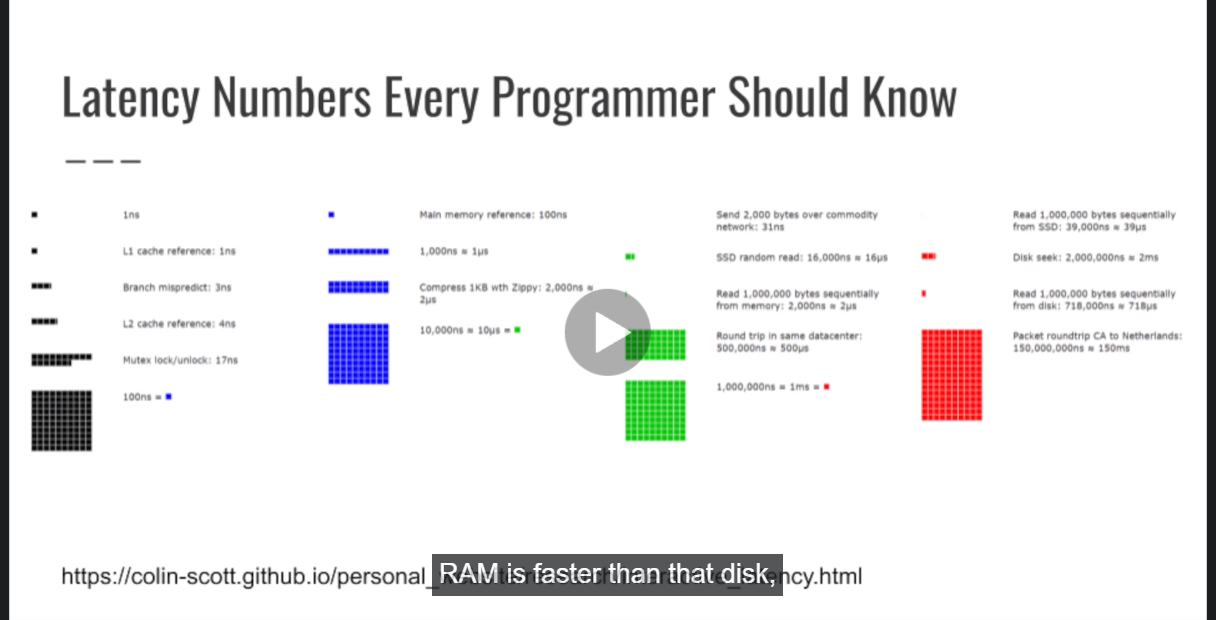 Latency Numbers Every Programmer Should Know
1ns
L1 cache reference: 1ns
Branch mispredict: 3ns
L2 cache reference: 4ns
Mutex lock/unlock: 17ns
100ns =
Main memory reference: 100ns
1,000ns ≈ 1µs
Compress 1KB wth Zippy: 2,000ns ≈
2µs
10,000ns ≈ 10µs =
Send 2,000 bytes over commodity
network: 31ns
SSD random read: 16,000ns ≈ 16µs
Read 1,000,000 bytes sequentially
from memory: 2,000ns ≈ 2µs
Round trip in same datacenter:
500,000ns ≈ 500µs
1,000,000ns = 1ms =
Read 1,000,000 bytes sequentially
from SSD: 39,000ns ≈ 39µs
Disk seek: 2,000,000ns ≈ 2ms
Read 1,000,000 bytes sequentially
from disk: 718,000ns ≈ 718µs
Packet roundtrip CA to Netherlands:
150,000,000ns ≈ 150ms
https://colin-scott.github.io/personal_
RAM is faster than that disk,
ncy.html